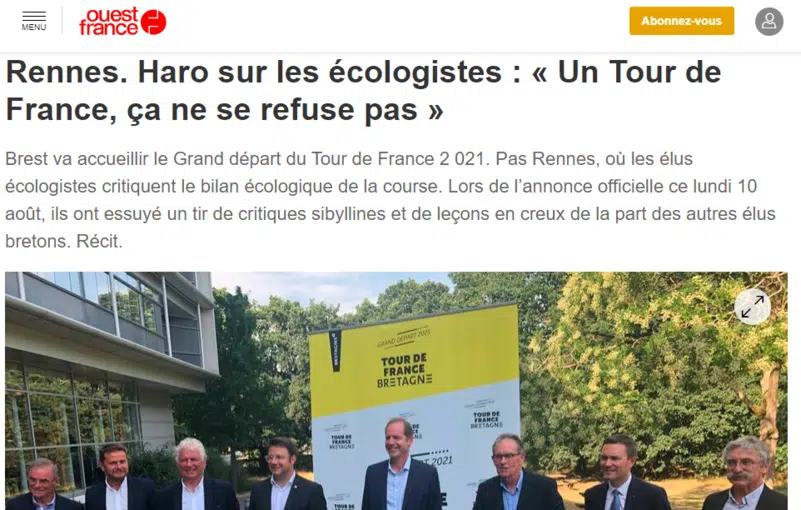 MENU
ouest
france
Abonnez-vous
Rennes. Haro sur les écologistes : « Un Tour de
France, ça ne se refuse pas »
Brest va accueillir le Grand départ du Tour de France 2 021. Pas Rennes, où les élus
écologistes critiquent le bilan écologique de la course. Lors de l’annonce officielle ce lundi 10
août, ils ont essuyé un tir de critiques sibyllines et de leçons en creux de la part des autres élus
bretons. Récit.
GRAND DÉPART 2021
TOUR DE
FRANCE
BRETAGNE
TOUR DE
FRANCE
BRETAGNE
TOUR DE
FRANCE
BRETAGNE